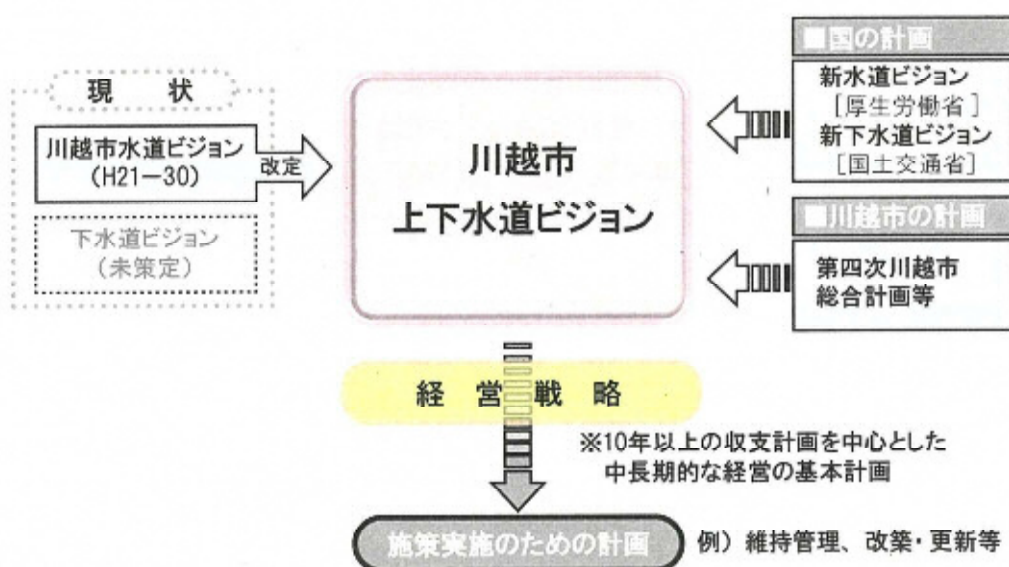 現　状
川越市水道ビジョン
(H21−30)
改定
下水道ビジョン
(未策定)
川越市
上下水道ビジョン
■国の計画
新水道ビジョン
[厚生労働省]
新下水道ビジョン
[国土交通省]
■川越市の計画
第四次川越市
総合計画等
経　営　戦　略
※10年以上の収支計画を中心とした
中長期的な経営の基本計画
施策実施のための計画
例）維持管理、改築・更新等